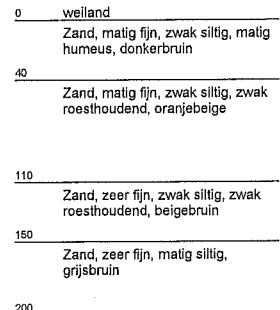 0 weiland
Zand, matig fijn, zwak siltig, matig
humeus, donkerbruin
40
Zand, matig fijn, zwak siltig, zwak
roesthoudend, oranjebeige
110
Zand, zeer fijn, zwak siltig, zwak
roesthoudend, beigebruin
150
Zand, zeer fijn, matig siltig,
grijsbruin
200